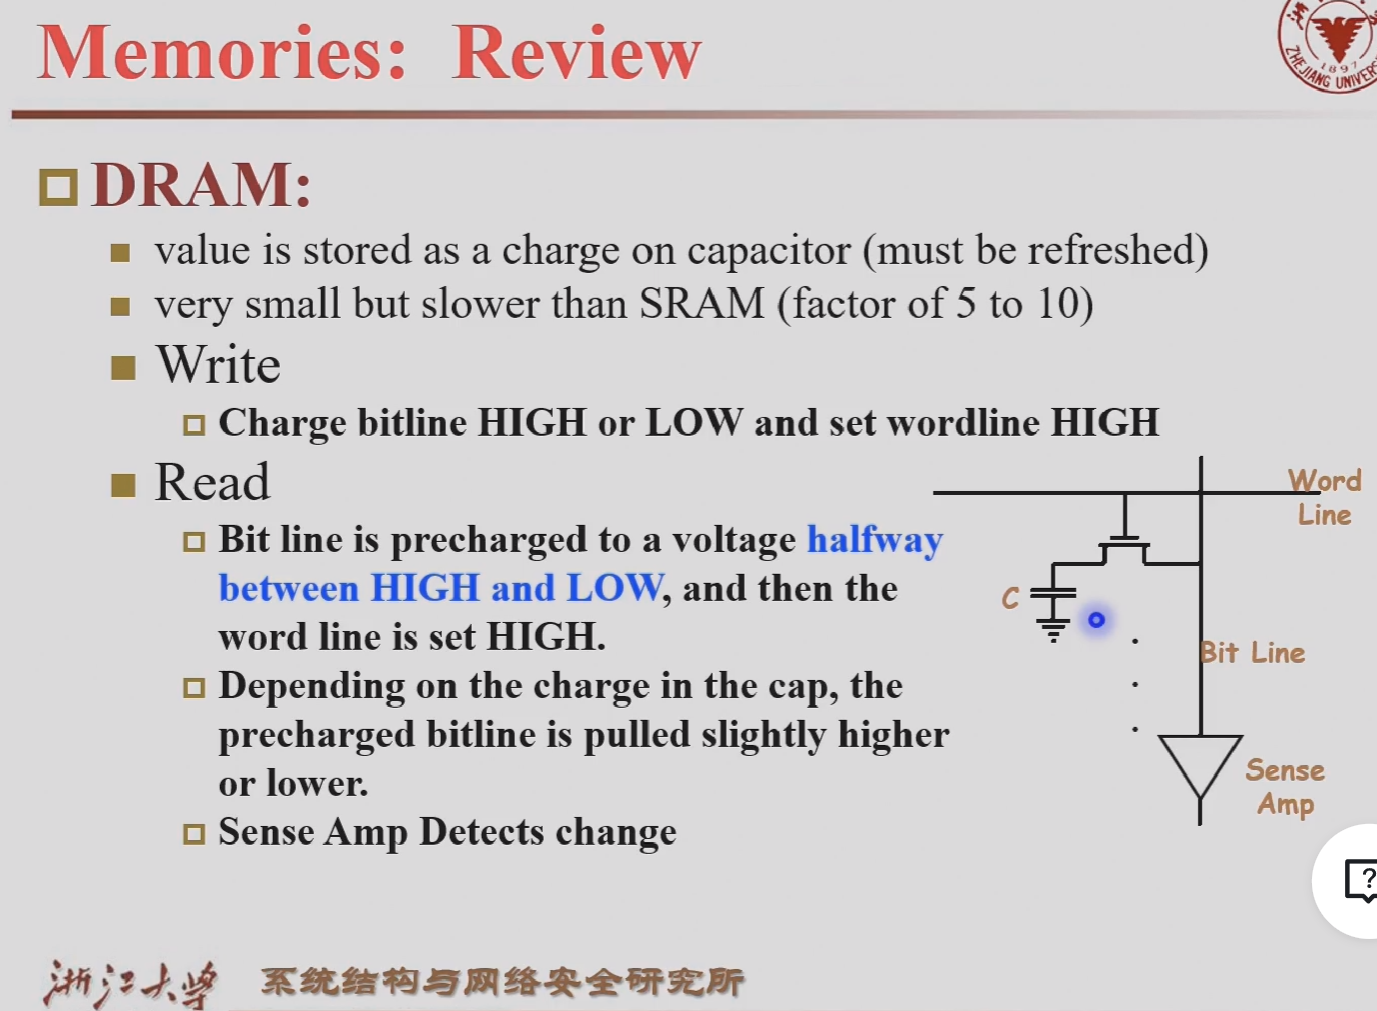 Memories: Review
DRAM:
value is stored as a charge on capacitor (must be refreshed)
very small but slower than SRAM (factor of 5 to 10)
Write
Charge bitline HIGH or LOW and set wordline HIGH
Read
Bit line is precharged to a voltage halfway
between HIGH and LOW, and then the
word line is set HIGH.
Depending on the charge in the cap, the
precharged bitline is pulled slightly higher
or lower.
Sense Amp Detects change
Word
Line
C
Bit Line
Sense
Amp
1897
?
浙江大学
系统结构与网络安全研究所